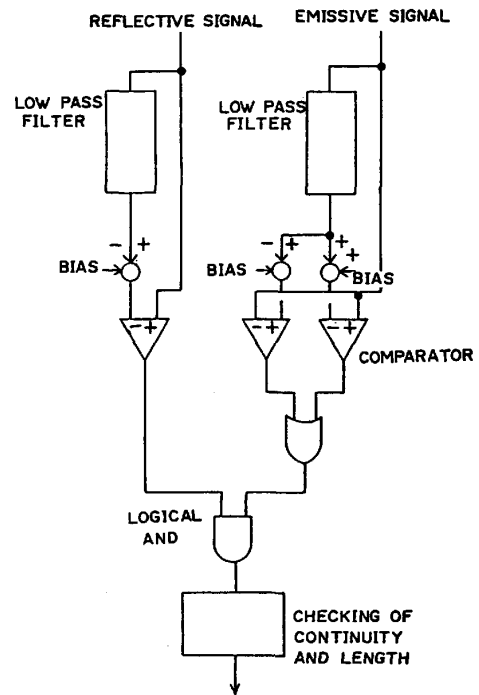 REFLECTIVE SIGNAL
EMISSIVE SIGNAL
LOW PASS
FILTER
LOW PASS
FILTER
- +
- +
+
+
BIAS
BIAS
BIAS
- +
- +
- +
COMPARATOR
LOGICAL
AND
CHECKING OF
CONTINUITY
AND LENGTH